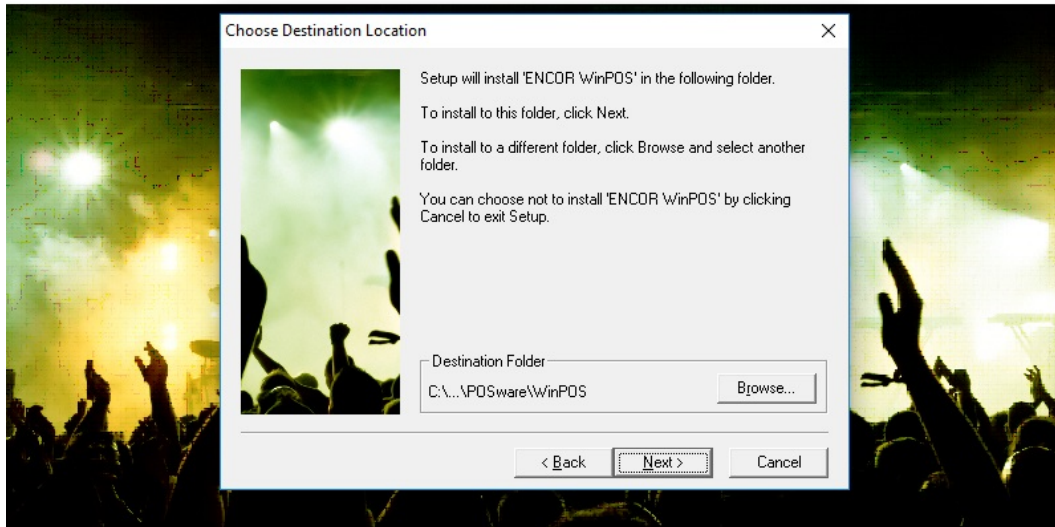 Choose Destination Location
Setup will install 'ENCOR WinPOS' in the following folder.
To install to this folder, click Next.
To install to a different folder, click Browse and select another
folder.
You can choose not to install 'ENCOR WinPOS' by clicking
Cancel to exit Setup.
Destination Folder
C:\...\POSware\WinPOS
Browse...
< Back
Next >
Cancel